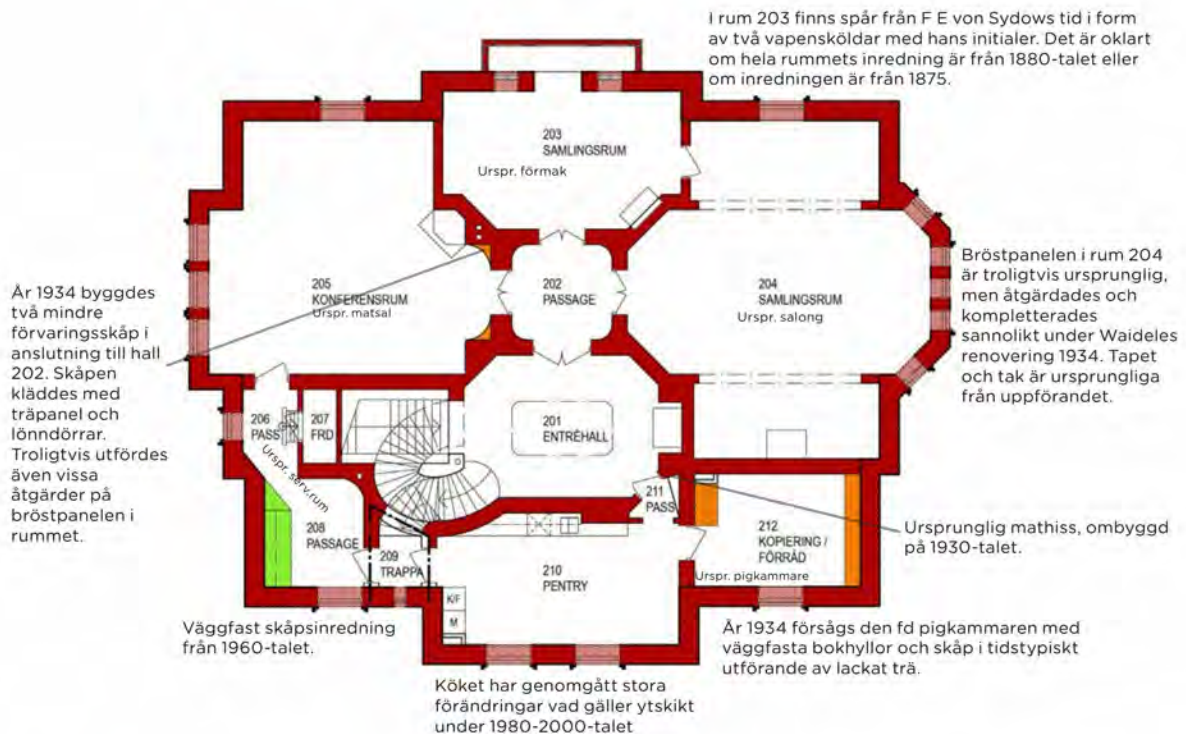 I rum 203 finns spår från F E von Sydows tid i form
av två vapensköldar med hans initialer. Det är oklart
om hela rummets inredning är från 1880-talet eller
om inredningen är från 1875.
203
SAMLINGSRUM
Urspr. förmak
205
KONFERENSRUM
Urspr. matsal
202
PASSAGE
204
SAMLINGSRUM
Urspr. salong
Bröstpanelen i rum 204
är troligtvis ursprunglig,
men åtgärdades och
kompletterades
sannolikt under Waideles
renovering 1934. Tapet
och tak är ursprungliga
från uppförandet.
År 1934 byggdes
två mindre
förvaringsskåp i
anslutning till hall
202. Skåpen
kläddes med
träpanel och
lönndörrar.
Troligtvis utfördes
även vissa
åtgärder på
bröstpanelen i
rummet.
206
PASS
207
FRD
201
ENTRÉHALL
Urspr. serv.rum
211
PASS
208
PASSAGE
209
TRAPPA
210
PENTRY
212
KOPIERING /
FÖRRÅD
Urspr. pigkammare
K/F
M
Ursprunglig mathiss, ombyggd
på 1930-talet.
Väggfast skåpsinredning
från 1960-talet.
År 1934 försågs den fd pigkammaren med
väggfasta bokhyllor och skåp i tidstypiskt
utförande av lackat trä.
Köket har genomgått stora
förändringar vad gäller ytskikt
under 1980-2000-talet